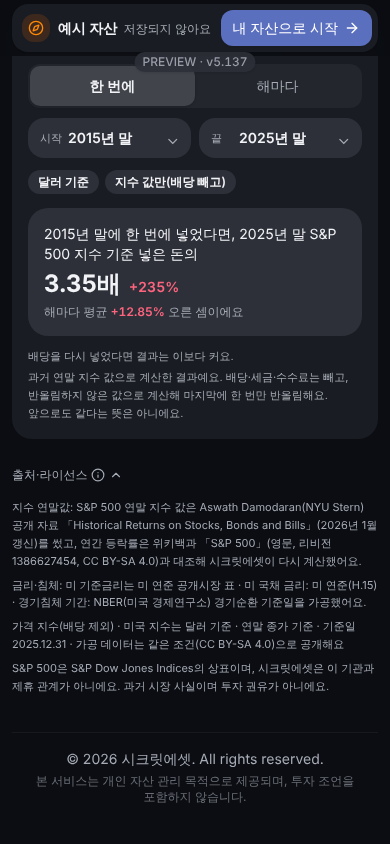 예시 자산 저장되지 않아요 내 자산으로 시작 →
PREVIEW · v5.137
한 번에 해마다
시작 2015년 말 끝 2025년 말
달러 기준 지수 값만(배당 빼고)
2015년 말에 한 번에 넣었다면, 2025년 말 S&P
500 지수 기준 넣은 돈의
3.35배 +235%
해마다 평균 +12.85% 오른 셈이에요
배당을 다시 넣었다면 결과는 이보다 커요.
과거 연말 지수 값으로 계산한 결과예요. 배당·세금·수수료는 빼고,
반올림하지 않은 값으로 계산해 마지막에 한 번만 반올림해요.
앞으로도 같다는 뜻은 아니에요.
출처·라이선스
지수 연말값: S&P 500 연말 지수 값은 Aswath Damodaran(NYU Stern)
공개 자료 「Historical Returns on Stocks, Bonds and Bills」(2026년 1월
갱신)를 썼고, 연간 등락률은 위키백과 「S&P 500」(영문, 리비전
1386627454, CC BY-SA 4.0)과 대조해 시크릿에셋이 다시 계산했어요.
금리·침체: 미 기준금리는 미 연준 공개시장 표 · 미 국채 금리: 미 연준(H.15)
· 경기침체 기간: NBER(미국 경제연구소) 경기순환 기준일을 가공했어요.
가격 지수(배당 제외) · 미국 지수는 달러 기준 · 연말 종가 기준 · 기준일
2025.12.31 · 가공 데이터는 같은 조건(CC BY-SA 4.0)으로 공개해요
S&P 500은 S&P Dow Jones Indices의 상표이며, 시크릿에셋은 이 기관과
제휴 관계가 아니에요. 과거 시장 사실이며 투자 권유가 아니에요.
© 2026 시크릿에셋. All rights reserved.
본 서비스는 개인 자산 관리 목적으로 제공되며, 투자 조언을
포함하지 않습니다.